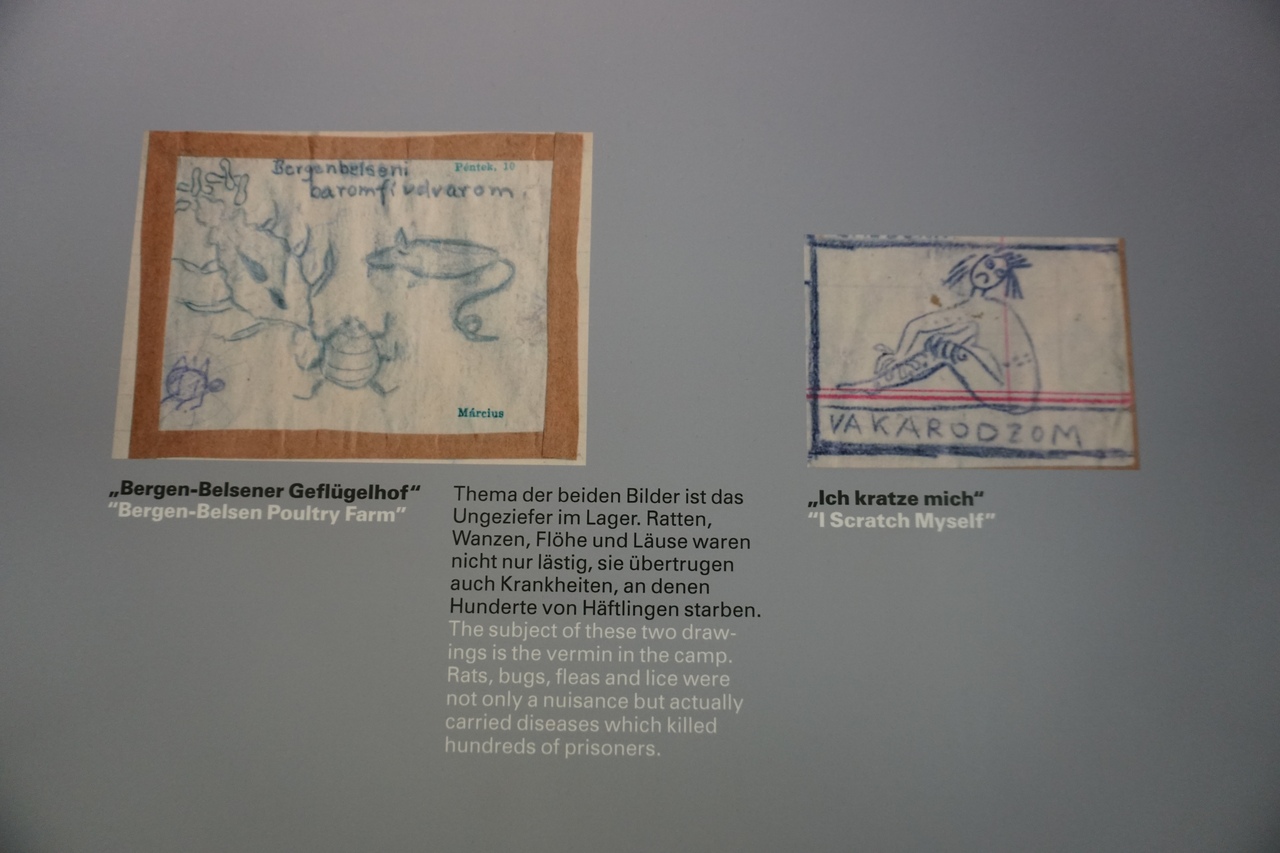 Bergenbelseni
Péntek, 10
baromfi udvarom.
Március
VAKARODZOM
„Bergen-Belsener Geflügelhof“
“Bergen-Belsen Poultry Farm”
Thema der beiden Bilder ist das
Ungeziefer im Lager. Ratten,
Wanzen, Flöhe und Läuse waren
nicht nur lästig, sie übertrugen
auch Krankheiten, an denen
Hunderte von Häftlingen starben.
The subject of these two draw-
ings is the vermin in the camp.
Rats, bugs, fleas and lice were
not only a nuisance but actually
carried diseases which killed
hundreds of prisoners.
„Ich kratze mich“
“I Scratch Myself”